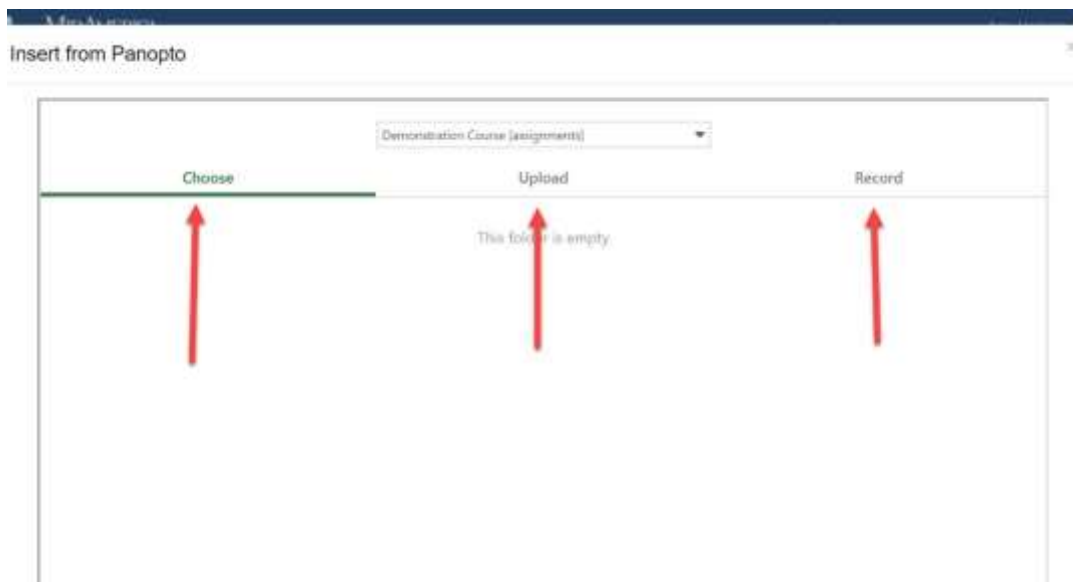 Insert from Panopto
Demonstration Course [assignments]
Choose
Upload
Record
This folder is empty